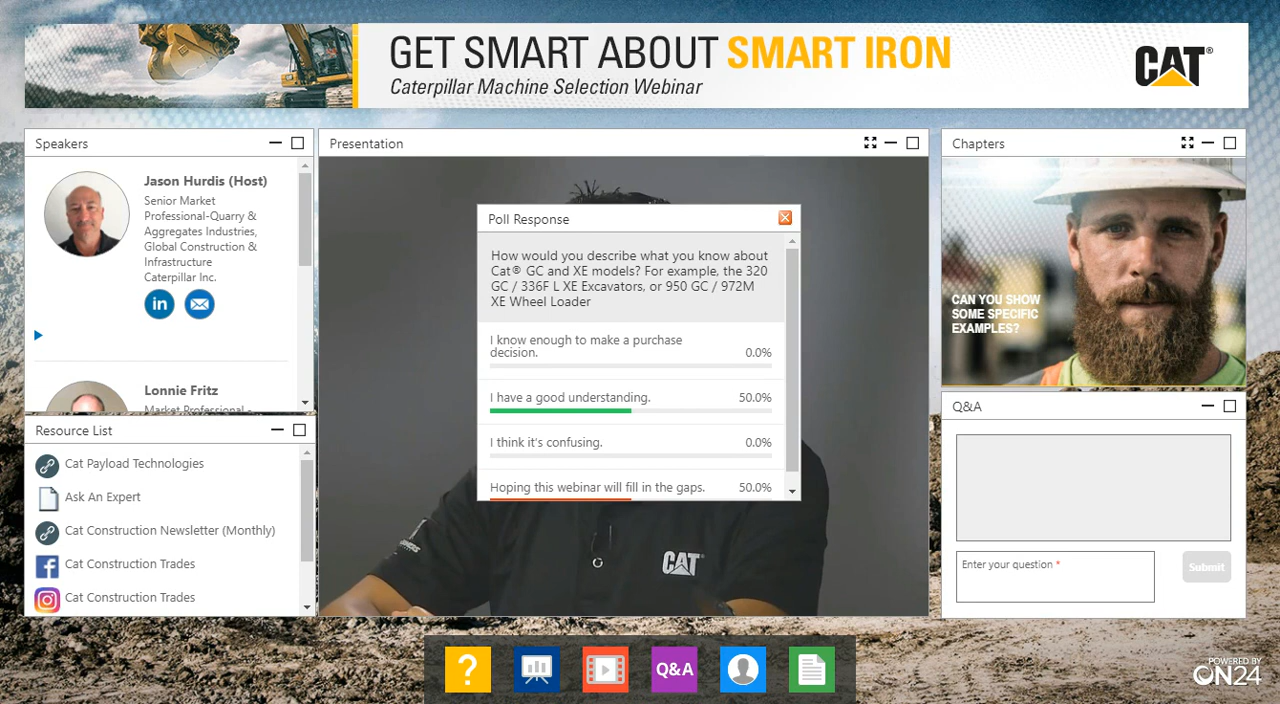 GET SMART ABOUT SMART IRON
Caterpillar Machine Selection Webinar
CAT®
Speakers
Jason Hurdis (Host)
Senior Market
Professional-Quarry &
Aggregates Industries,
Global Construction &
Infrastructure
Caterpillar Inc.
in
Lonnie Fritz
Market Professional -
Resource List
Cat Payload Technologies
Ask An Expert
Cat Construction Newsletter (Monthly)
Cat Construction Trades
Cat Construction Trades
Presentation
Poll Response
How would you describe what you know about
Cat® GC and XE models? For example, the 320
GC / 336F L XE Excavators, or 950 GC / 972M
XE Wheel Loader
I know enough to make a purchase
decision. 0.0%
I have a good understanding. 50.0%
I think it's confusing. 0.0%
Hoping this webinar will fill in the gaps. 50.0%
CAT
Chapters
CAN YOU SHOW
SOME SPECIFIC
EXAMPLES?
Q&A
Enter your question *
Submit
?
Q&A
POWERED BY
ON24